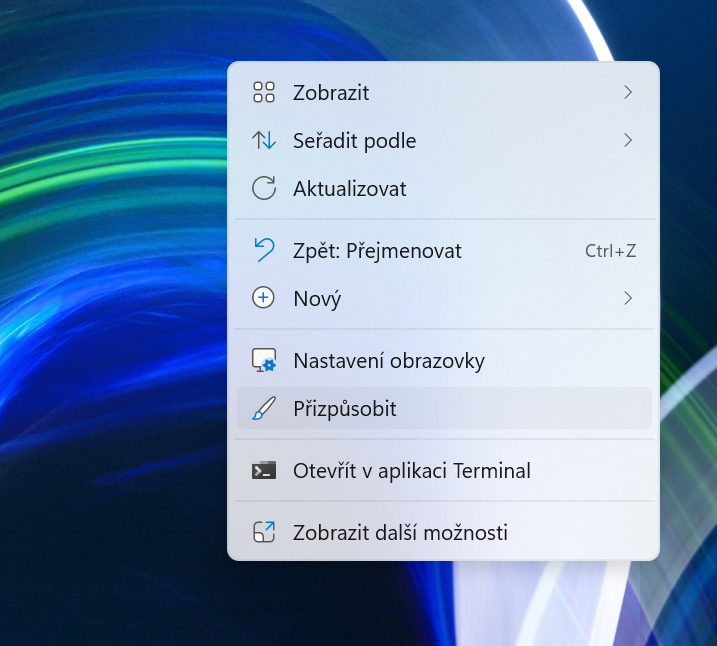 Zobrazit
Seřadit podle
Aktualizovat
Zpět: Přejmenovat Ctrl+Z
Nový
Nastavení obrazovky
Přizpůsobit
Otevřít v aplikaci Terminal
Zobrazit další možnosti